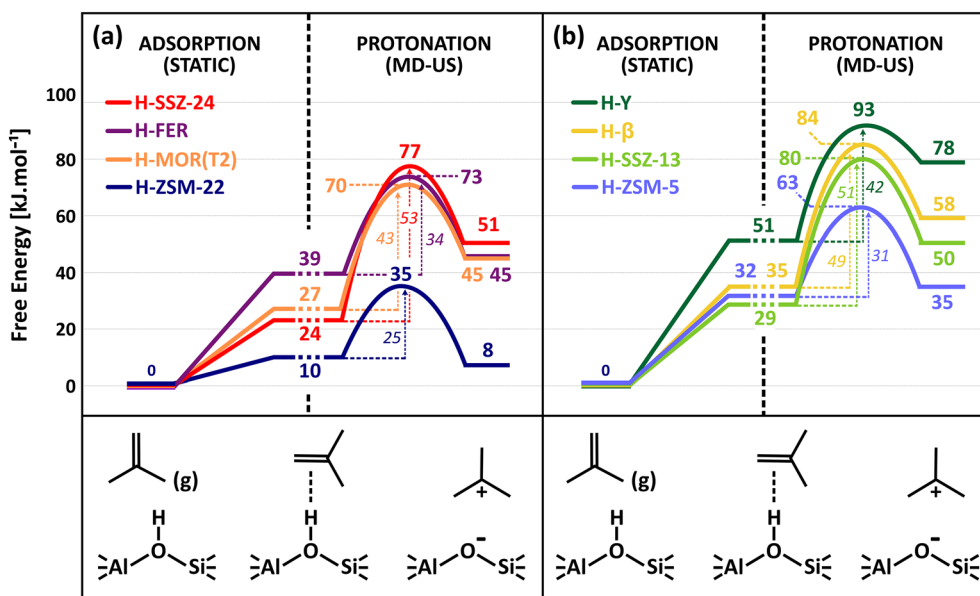 Free Energy [kJ.mol⁻¹]
100
80
60
40
20
0
(a)
ADSORPTION
(STATIC)
PROTONATION
(MD-US)
H-SSZ-24
H-FER
H-MOR(T2)
H-ZSM-22
77
70
73
53
43
34
51
39
35
45
45
27
24
25
10
8
0
(b)
ADSORPTION
(STATIC)
PROTONATION
(MD-US)
H-Y
H-β
H-SSZ-13
H-ZSM-5
93
84
80
78
63
51
42
58
51
50
32
35
49
31
29
35
0
(g)
H
O
Al
Si
H
O
Al
Si
+
O-
Al
Si
(g)
H
O
Al
Si
H
O
Al
Si
+
O-
Al
Si